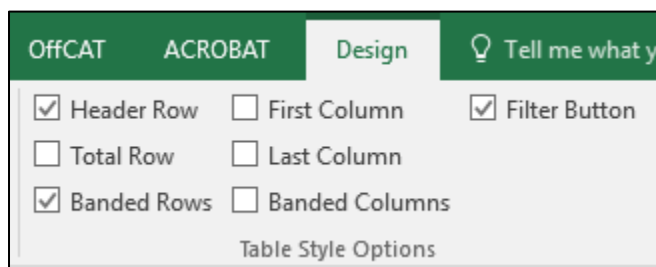 OffCAT ACROBAT Design Tell me what y
Header Row First Column Filter Button
Total Row Last Column
Banded Rows Banded Columns
Table Style Options